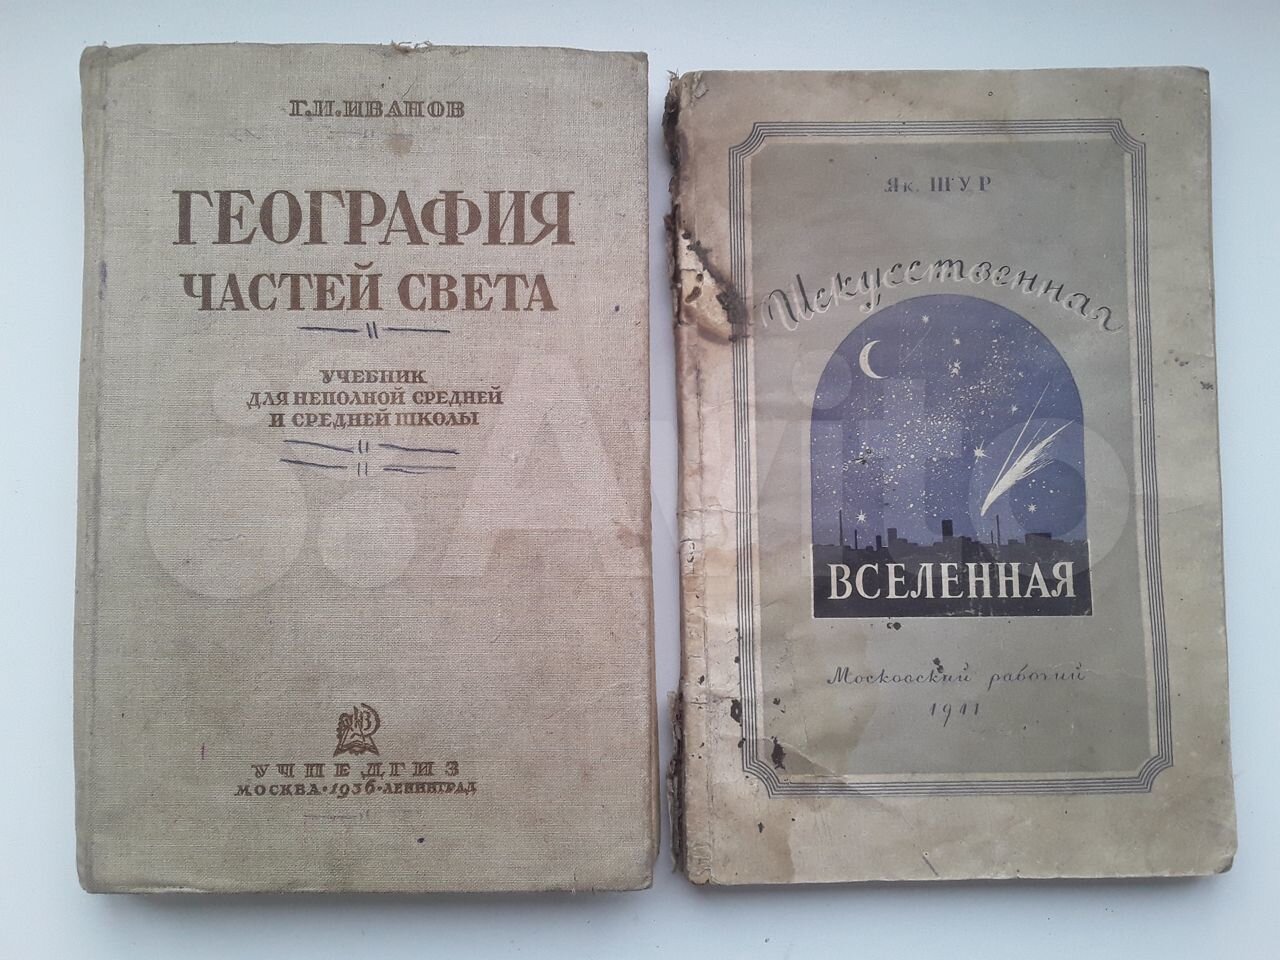 Г.И.ИВАНОВ
ГЕОГРАФИЯ
ЧАСТЕЙ СВЕТА
УЧЕБНИК
ДЛЯ НЕПОЛНОЙ СРЕДНЕЙ
И СРЕДНЕЙ ШКОЛЫ
УЧПЕДГИЗ
МОСКВА·1936·ЛЕНИНГРАД
Як. ШУР
Искусственная
ВСЕЛЕННАЯ
Московский рабочий
1941
Avito